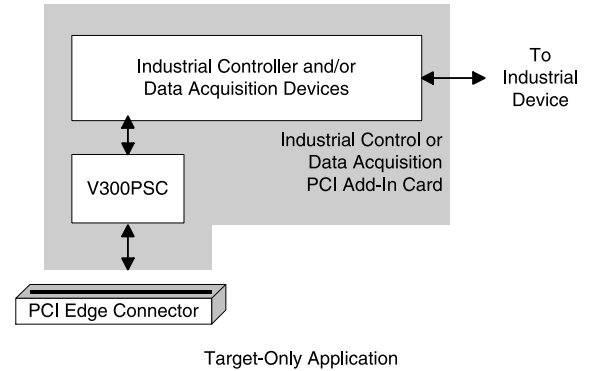 Industrial Controller and/or
Data Acquisition Devices
To
Industrial
Device
Industrial Control or
Data Acquisition
PCI Add-In Card
V300PSC
PCI Edge Connector
Target-Only Application